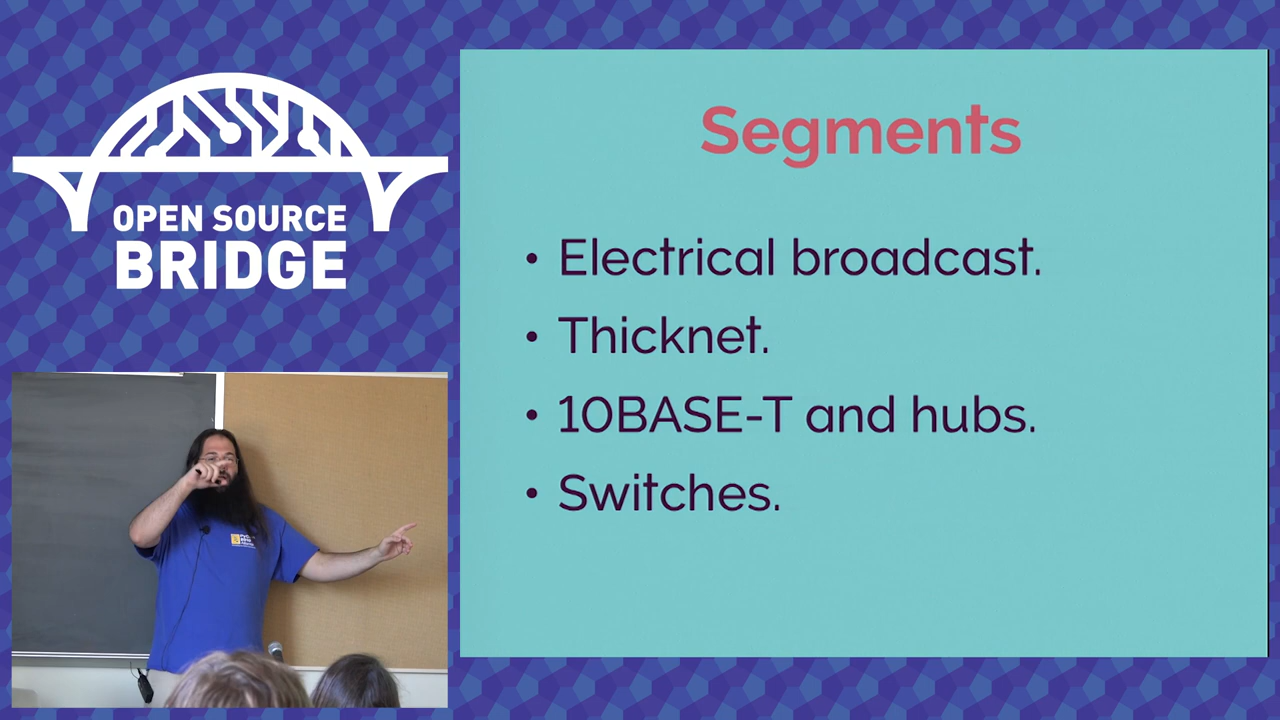 OPEN SOURCE
BRIDGE
Segments
• Electrical broadcast.
• Thicknet.
• 10BASE-T and hubs.
• Switches.